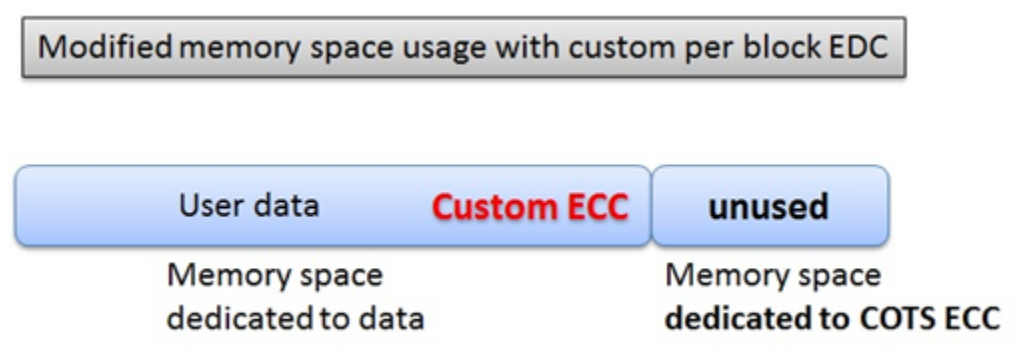 Modified memory space usage with custom per block EDC
User data Custom ECC unused
Memory space
dedicated to data
Memory space
dedicated to COTS ECC